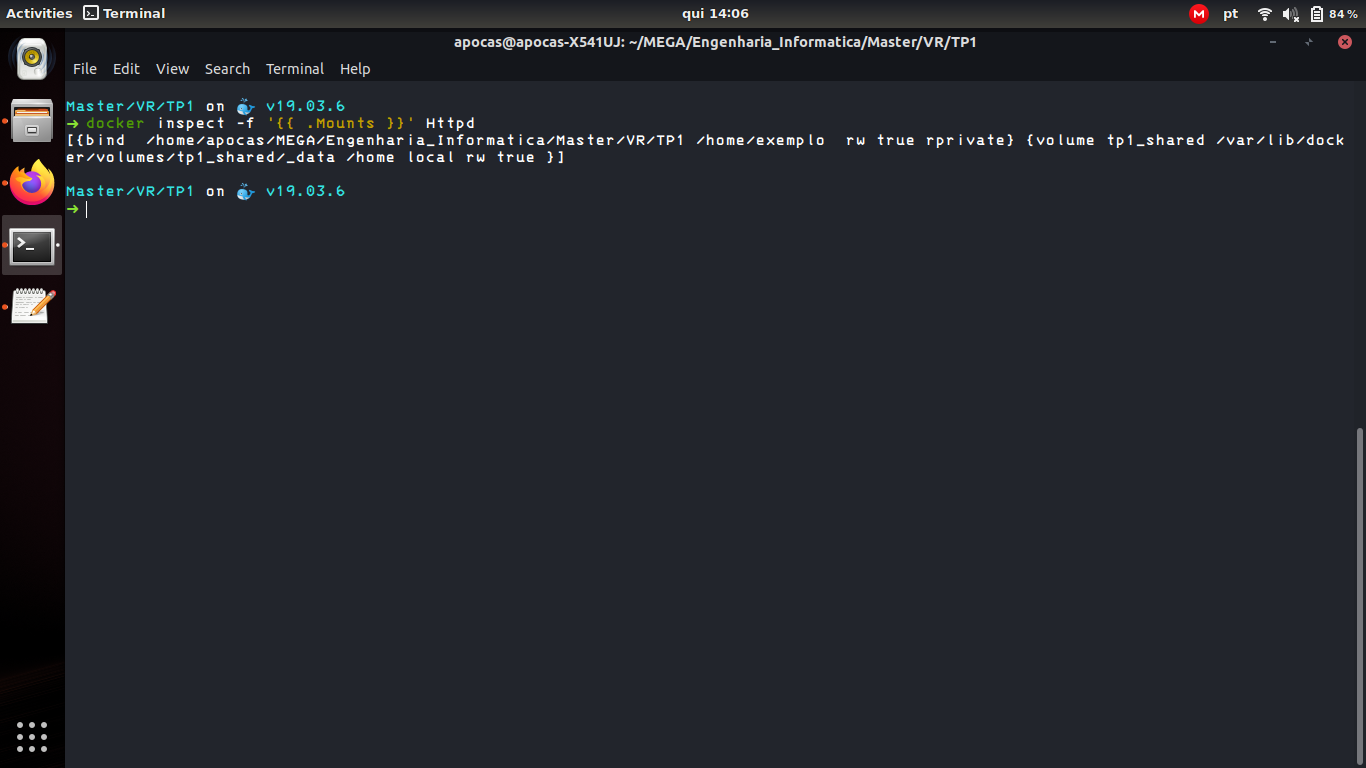 Activities Terminal qui 14:06 pt 84 %
apocas@apocas-X541UJ: ~/MEGA/Engenharia_Informatica/Master/VR/TP1
File Edit View Search Terminal Help
Master/VR/TP1 on 🐳 v19.03.6
➜ docker inspect -f '{{ .Mounts }}' Httpd
[{bind  /home/apocas/MEGA/Engenharia_Informatica/Master/VR/TP1 /home/exemplo  rw true rprivate} {volume tp1_shared /var/lib/dock
er/volumes/tp1_shared/_data /home local rw true }]
Master/VR/TP1 on 🐳 v19.03.6
➜